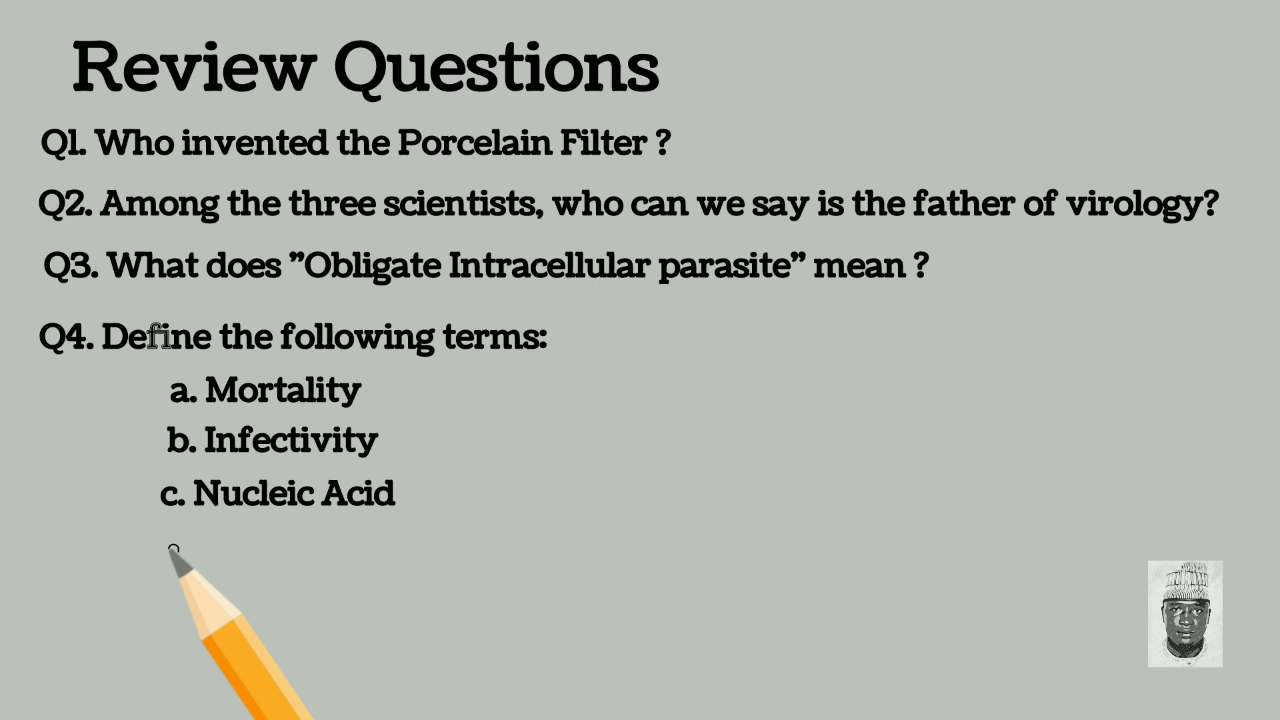 Review Questions
Q1. Who invented the Porcelain Filter ?
Q2. Among the three scientists, who can we say is the father of virology?
Q3. What does ”Obligate Intracellular parasite” mean ?
Q4. Define the following terms:
a. Mortality
b. Infectivity
c. Nucleic Acid